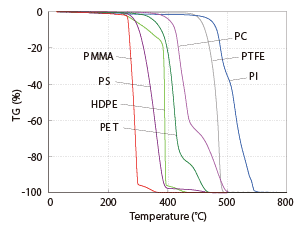 0
-20
-40
-60
-80
-100
TG (%)
PMMA
PS
HDPE
PET
PC
PTFE
PI
0
200
400
600
800
Temperature (°C)